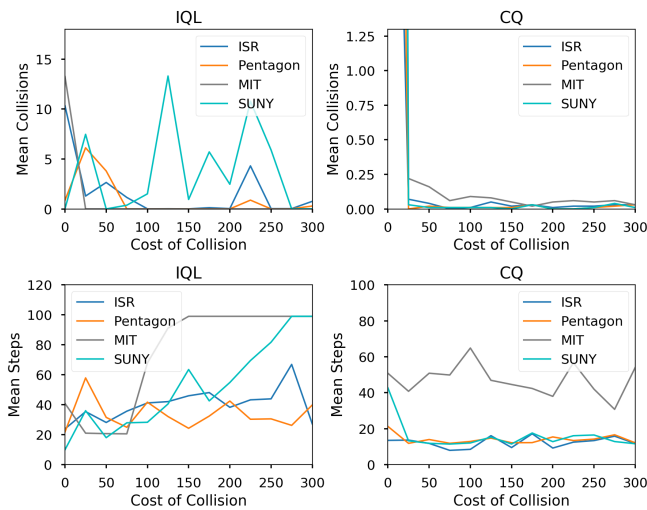 IQL
Mean Collisions
15
10
5
0
ISR
Pentagon
MIT
SUNY
0 50 100 150 200 250 300
Cost of Collision
CQ
Mean Collisions
1.25
1.00
0.75
0.50
0.25
0.00
ISR
Pentagon
MIT
SUNY
0 50 100 150 200 250 300
Cost of Collision
IQL
Mean Steps
120
100
80
60
40
20
0
ISR
Pentagon
MIT
SUNY
0 50 100 150 200 250 300
Cost of Collision
CQ
Mean Steps
100
80
60
40
20
0
ISR
Pentagon
MIT
SUNY
0 50 100 150 200 250 300
Cost of Collision